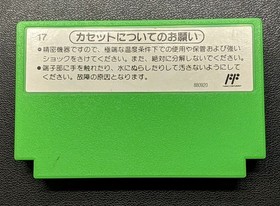 17
カセットについてのお願い
●精密機器ですので、極端な温度条件下での使用や保管および強い
ショックをさけてください。また、絶対に分解しないでください。
●端子部に手を触れたり、水にぬらしたりして汚さないようにして
ください。故障の原因となります。
FF